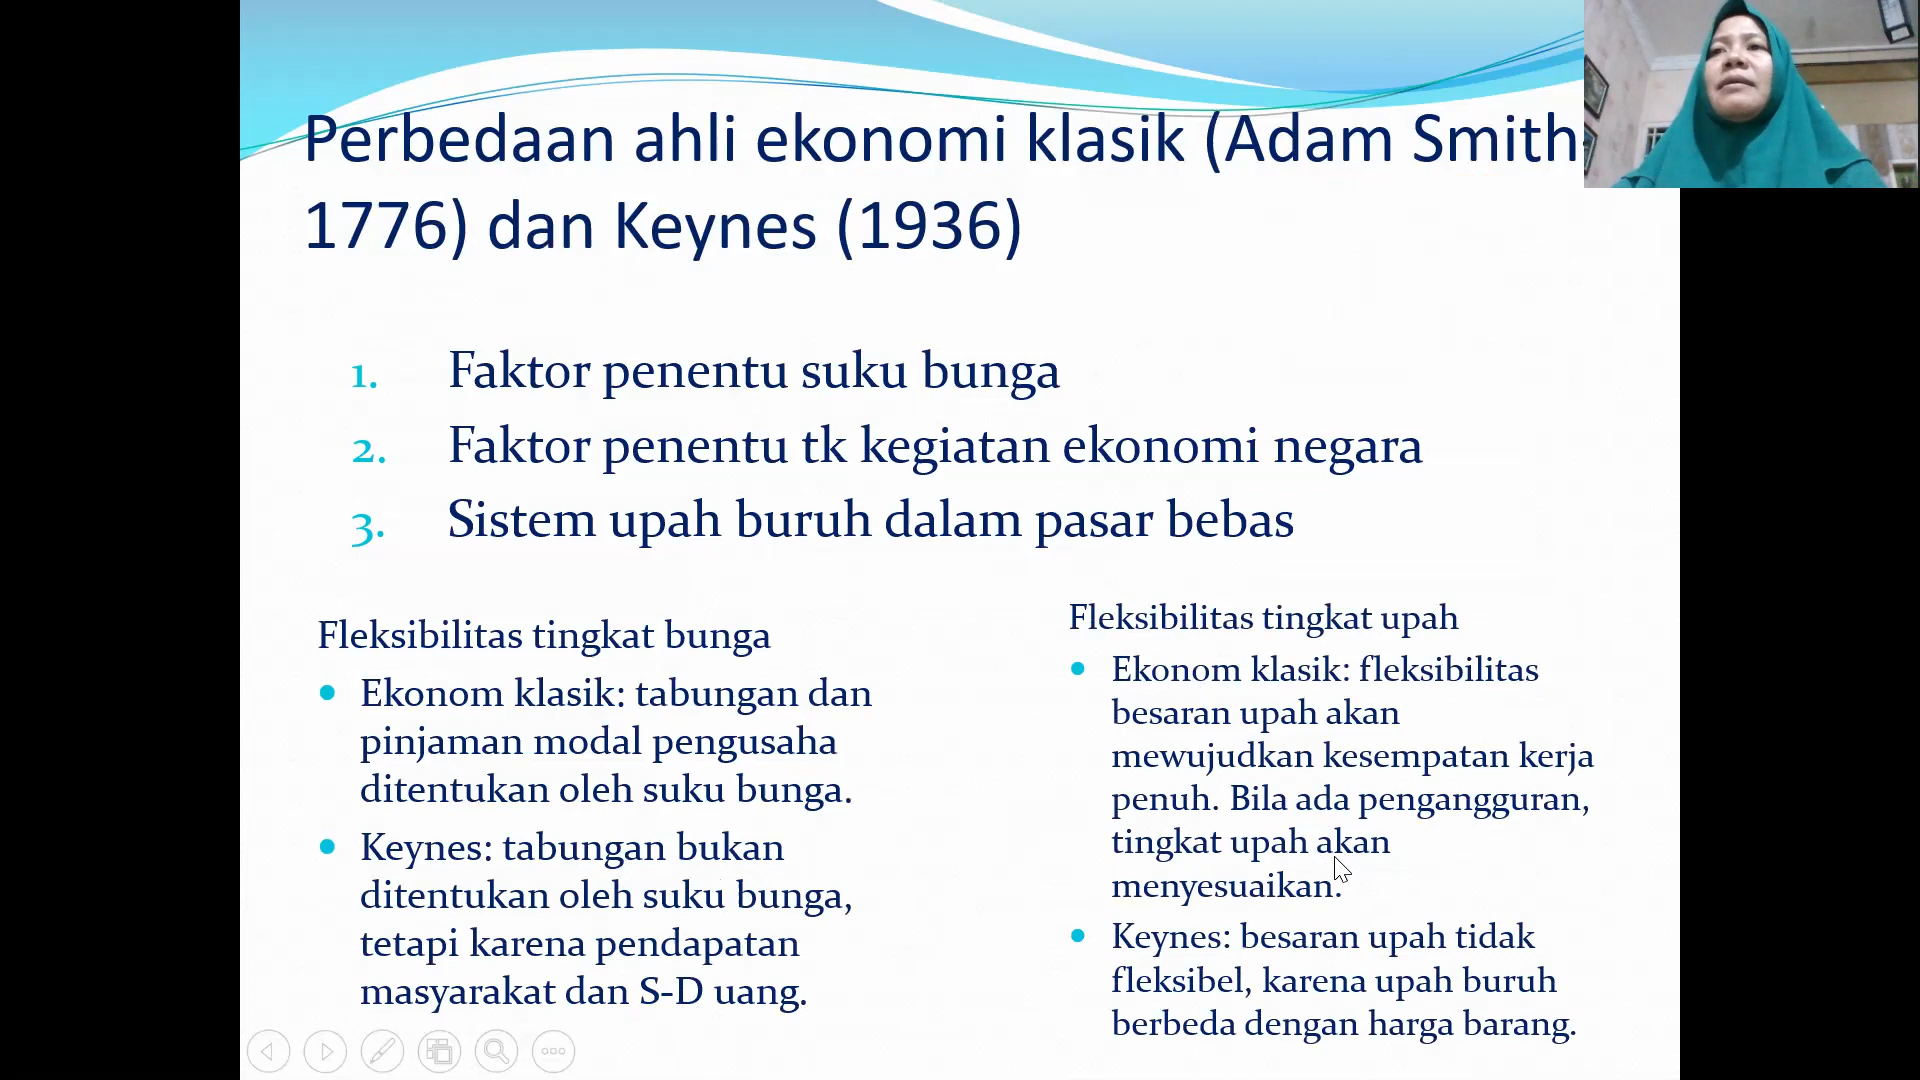 Perbedaan ahli ekonomi klasik (Adam Smith
1776) dan Keynes (1936)
1. Faktor penentu suku bunga
2. Faktor penentu tk kegiatan ekonomi negara
3. Sistem upah buruh dalam pasar bebas
Fleksibilitas tingkat bunga
• Ekonom klasik: tabungan dan
pinjaman modal pengusaha
ditentukan oleh suku bunga.
• Keynes: tabungan bukan
ditentukan oleh suku bunga,
tetapi karena pendapatan
masyarakat dan S-D uang.
Fleksibilitas tingkat upah
• Ekonom klasik: fleksibilitas
besaran upah akan
mewujudkan kesempatan kerja
penuh. Bila ada pengangguran,
tingkat upah akan
menyesuaikan.
• Keynes: besaran upah tidak
fleksibel, karena upah buruh
berbeda dengan harga barang.